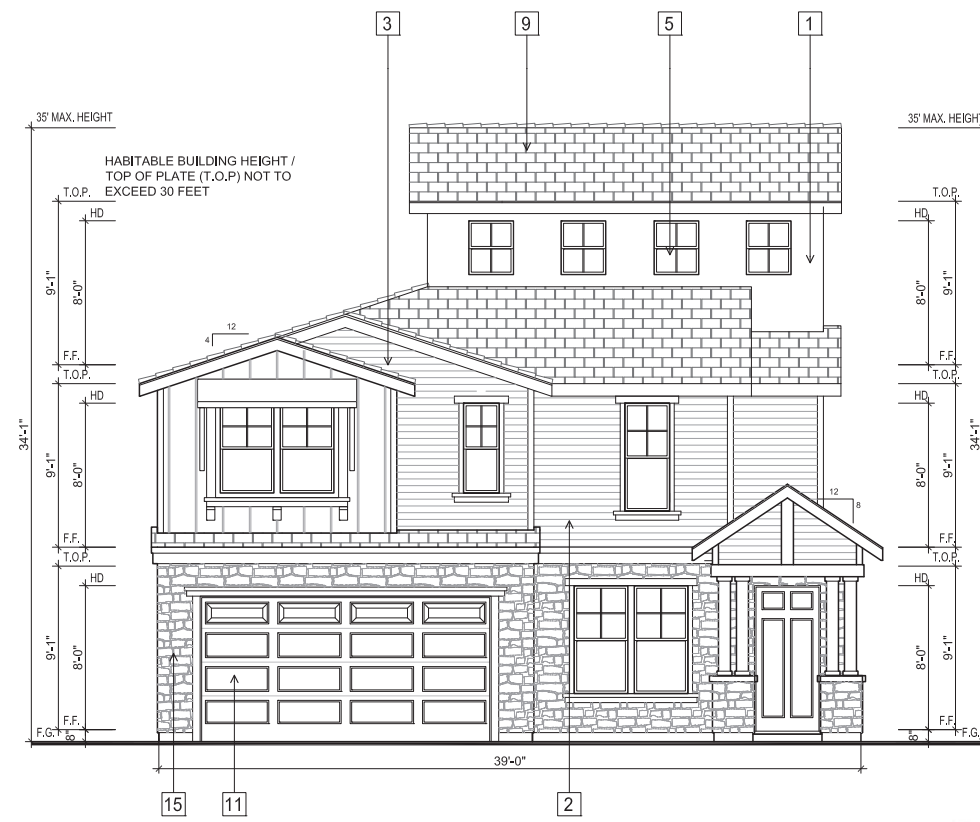 3 9 5 1
35' MAX. HEIGHT 35' MAX. HEIGHT
HABITABLE BUILDING HEIGHT /
TOP OF PLATE (T.O.P) NOT TO
EXCEED 30 FEET
T.O.P. T.O.P.
HD HD
9'-1" 8'-0" 8'-0" 9'-1"
12
4
F.F. F.F.
T.O.P. T.O.P.
HD HD
34'-1" 9'-1" 8'-0" 8'-0" 9'-1" 34'-1"
12
8
F.F. F.F.
T.O.P. T.O.P.
HD HD
9'-1" 8'-0" 8'-0" 9'-1"
F.F. F.F.
F.G. 8" 8" F.G.
39'-0"
15 11 2